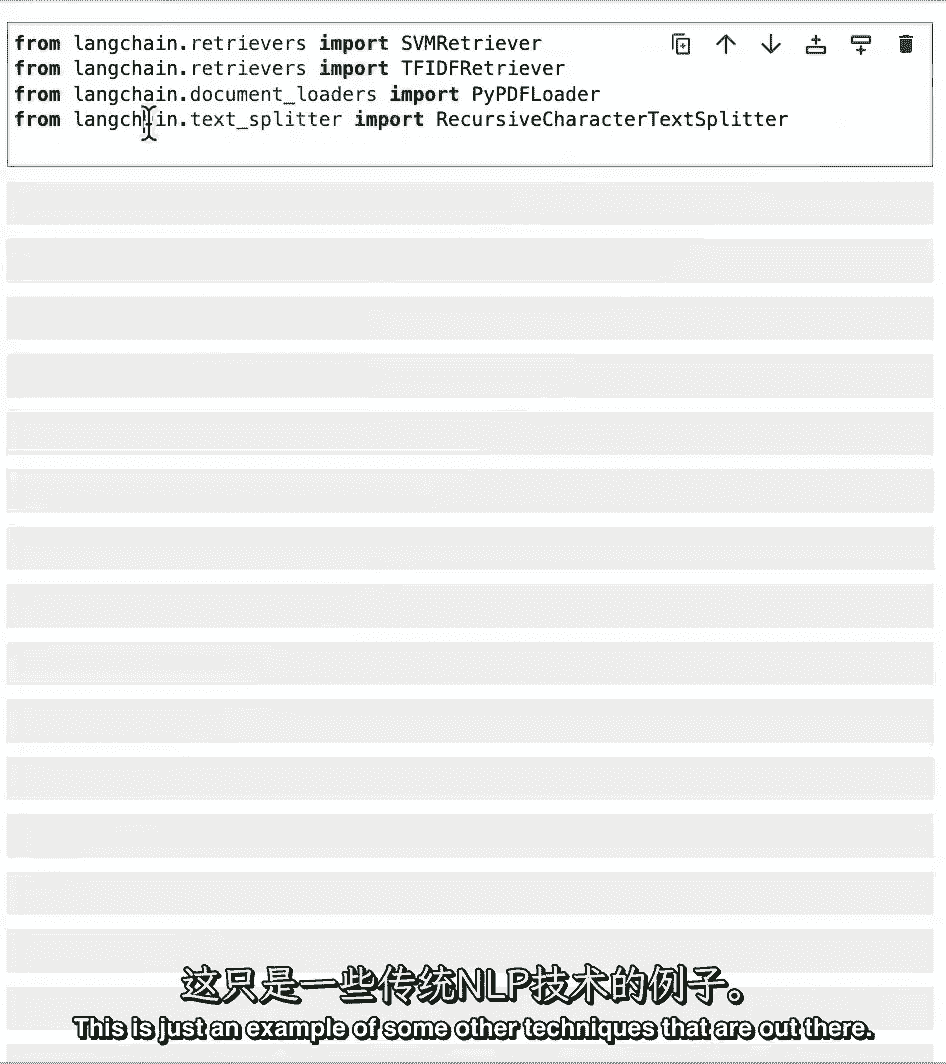 from langchain.retrievers import SVMRetriever
from langchain.retrievers import TFIDFRetriever
from langchain.document_loaders import PyPDFLoader
from langchain.text_splitter import RecursiveCharacterTextSplitter
这只是一些传统NLP技术的例子。
This is just an example of some other techniques that are out there.